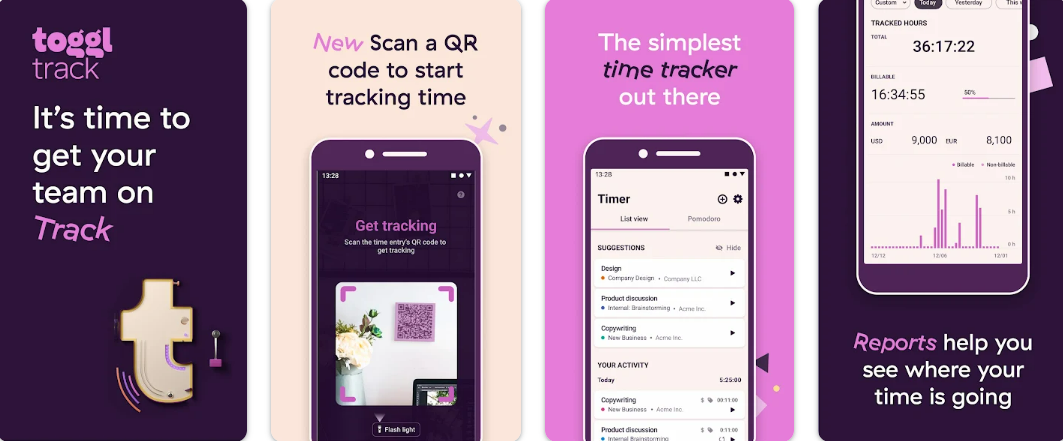 toggl
track
It's time to
get your
team on
Track
New Scan a QR
code to start
tracking time
13:28
Get tracking
Scan the time entry's QR code to
get tracking
Flash light
The simplest
time tracker
out there
13:28
Timer
List view Pomodoro
SUGGESTIONS Hide
Design
Company Design • Company LLC
Product discussion
Internal: Brainstorming • Acme Inc.
Copywriting
New Business • Acme Inc.
YOUR ACTIVITY
Today 5:25:00
Copywriting $ 00:11:00
New Business • Acme Inc.
Product discussion $ 0:11:00
Internal Brainstorming
Custom Today Yesterday This
TRACKED HOURS
TOTAL
36:17:22
BILLABLE
16:34:55 50%
AMOUNT
USD 9,000 EUR 8,100
• Billable • Non-billable
10 h
5 h
0 h
12/12 12/06 12/01
Reports help you
see where your
time is going